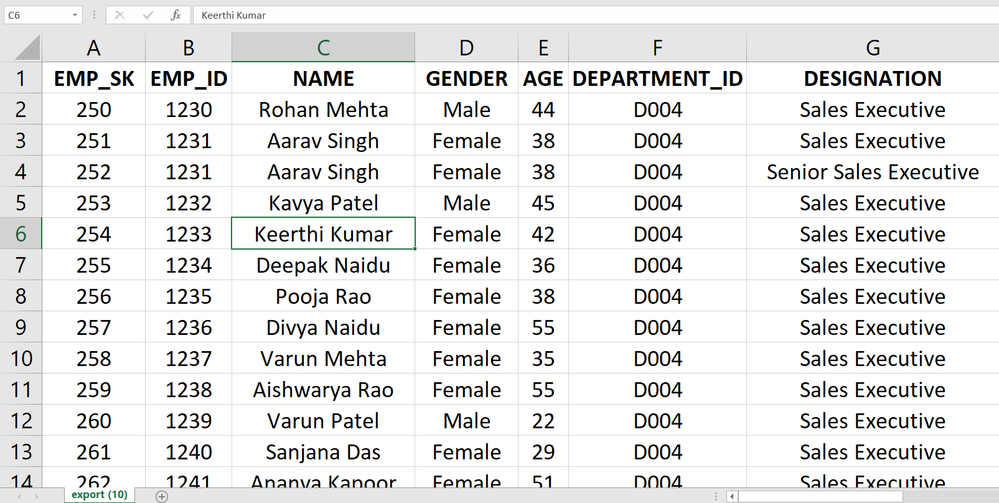 C6 fx Keerthi Kumar
A B C D E F G
1 EMP_SK EMP_ID NAME GENDER AGE DEPARTMENT_ID DESIGNATION
2 250 1230 Rohan Mehta Male 44 D004 Sales Executive
3 251 1231 Aarav Singh Female 38 D004 Sales Executive
4 252 1231 Aarav Singh Female 38 D004 Senior Sales Executive
5 253 1232 Kavya Patel Male 45 D004 Sales Executive
6 254 1233 Keerthi Kumar Female 42 D004 Sales Executive
7 255 1234 Deepak Naidu Female 36 D004 Sales Executive
8 256 1235 Pooja Rao Female 38 D004 Sales Executive
9 257 1236 Divya Naidu Female 55 D004 Sales Executive
10 258 1237 Varun Mehta Female 35 D004 Sales Executive
11 259 1238 Aishwarya Rao Female 55 D004 Sales Executive
12 260 1239 Varun Patel Male 22 D004 Sales Executive
13 261 1240 Sanjana Das Female 29 D004 Sales Executive
14 262 1241 Ananya Kapoor Female 51 D004 Sales Executive
export (10)